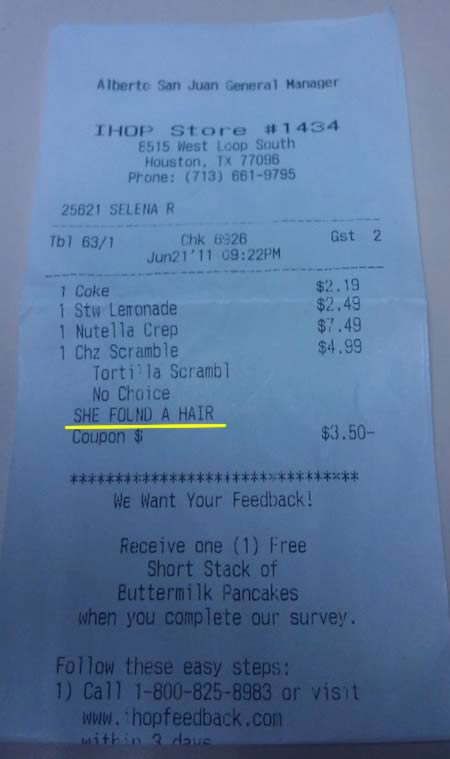 Alberto San Juan General Manager
IHOP Store #1434
8515 West Loop South
Houston, TX 77096
Phone: (713) 661-9795
25621 SELENA R
Tbl 63/1 Chk 6926 Gst 2
Jun21'11 09:22PM
1 Coke $2.19
1 Stw Lemonade $2.49
1 Nutella Crep $7.49
1 Chz Scramble $4.99
Tortilla Scrambl
No Choice
SHE FOUND A HAIR
Coupon $ $3.50-
**********************************
We Want Your Feedback!
Receive one (1) Free
Short Stack of
Buttermilk Pancakes
when you complete our survey.
Follow these easy steps:
1) Call 1-800-825-8983 or visit
www.ihopfeedback.com
within 3 days